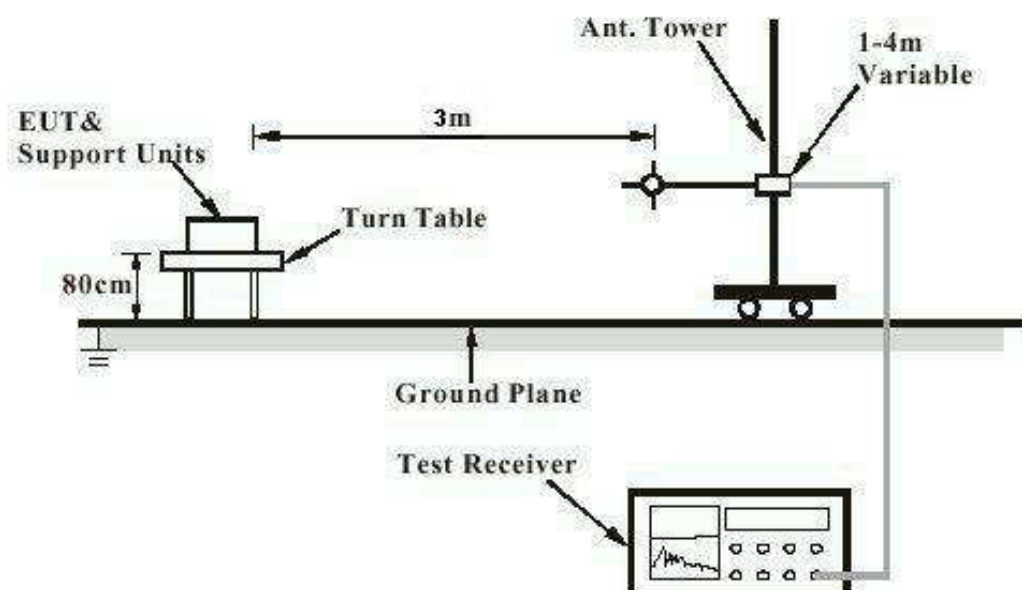 Ant. Tower
1-4m
Variable
3m
EUT&
Support Units
Turn Table
80cm
Ground Plane
Test Receiver